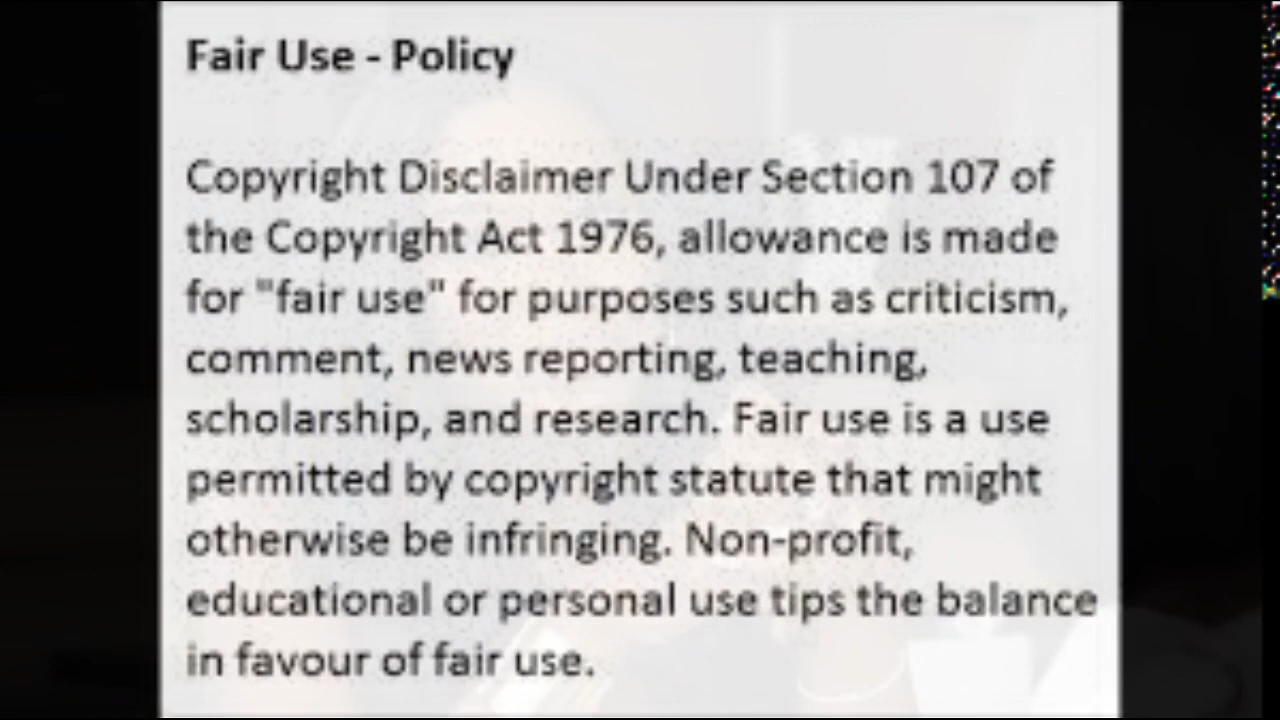 Fair Use - Policy
Copyright Disclaimer Under Section 107 of
the Copyright Act 1976, allowance is made
for "fair use" for purposes such as criticism,
comment, news reporting, teaching,
scholarship, and research. Fair use is a use
permitted by copyright statute that might
otherwise be infringing. Non-profit,
educational or personal use tips the balance
in favour of fair use.